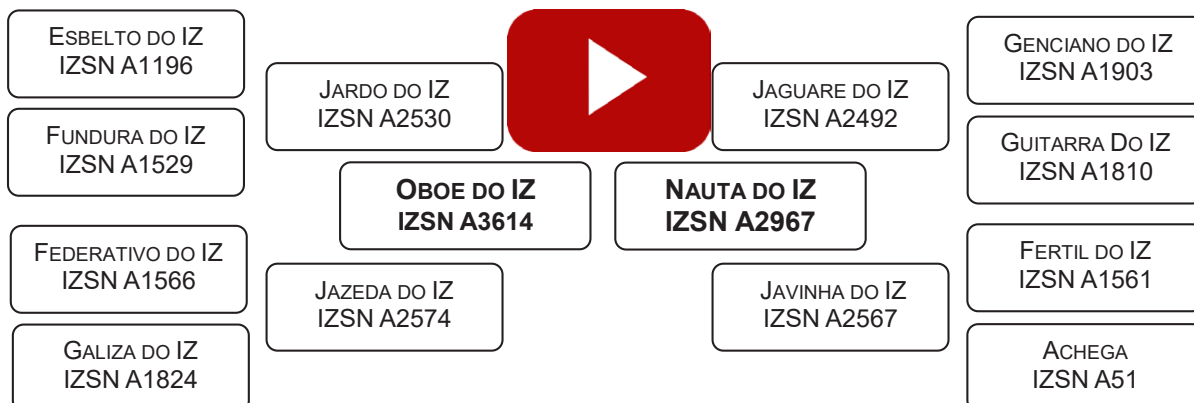 ESBELTO DO IZ
IZSN A1196
FUNDURA DO IZ
IZSN A1529
FEDERATIVO DO IZ
IZSN A1566
GALIZA DO IZ
IZSN A1824
JARDO DO IZ
IZSN A2530
JAZEDA DO IZ
IZSN A2574
OBOE DO IZ
IZSN A3614
NAUTA DO IZ
IZSN A2967
JAGUARE DO IZ
IZSN A2492
JAVINHA DO IZ
IZSN A2567
GENCIANO DO IZ
IZSN A1903
GUITARRA DO IZ
IZSN A1810
FERTIL DO IZ
IZSN A1561
ACHEGA
IZSN A51